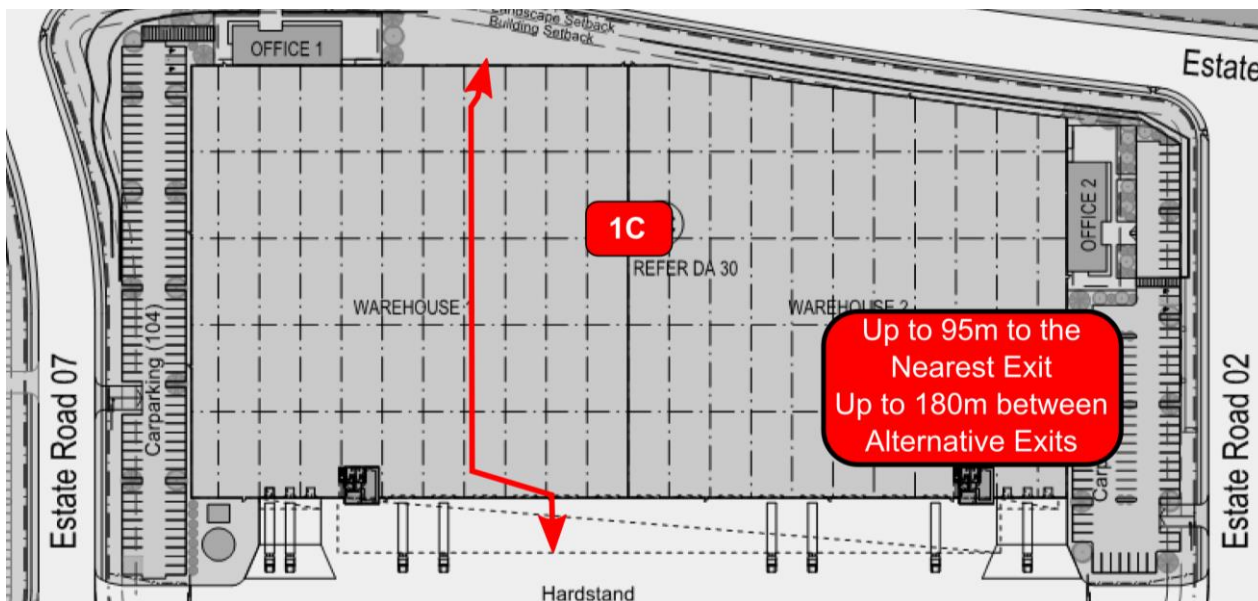 Landscape Setback
Building Setback
OFFICE 1
Estate
1C
REFER DA 30
OFFICE 2
WAREHOUSE 1
WAREHOUSE 2
Up to 95m to the
Nearest Exit
Up to 180m between
Alternative Exits
Carparking (104)
Estate Road 07
Carp
Estate Road 02
Hardstand